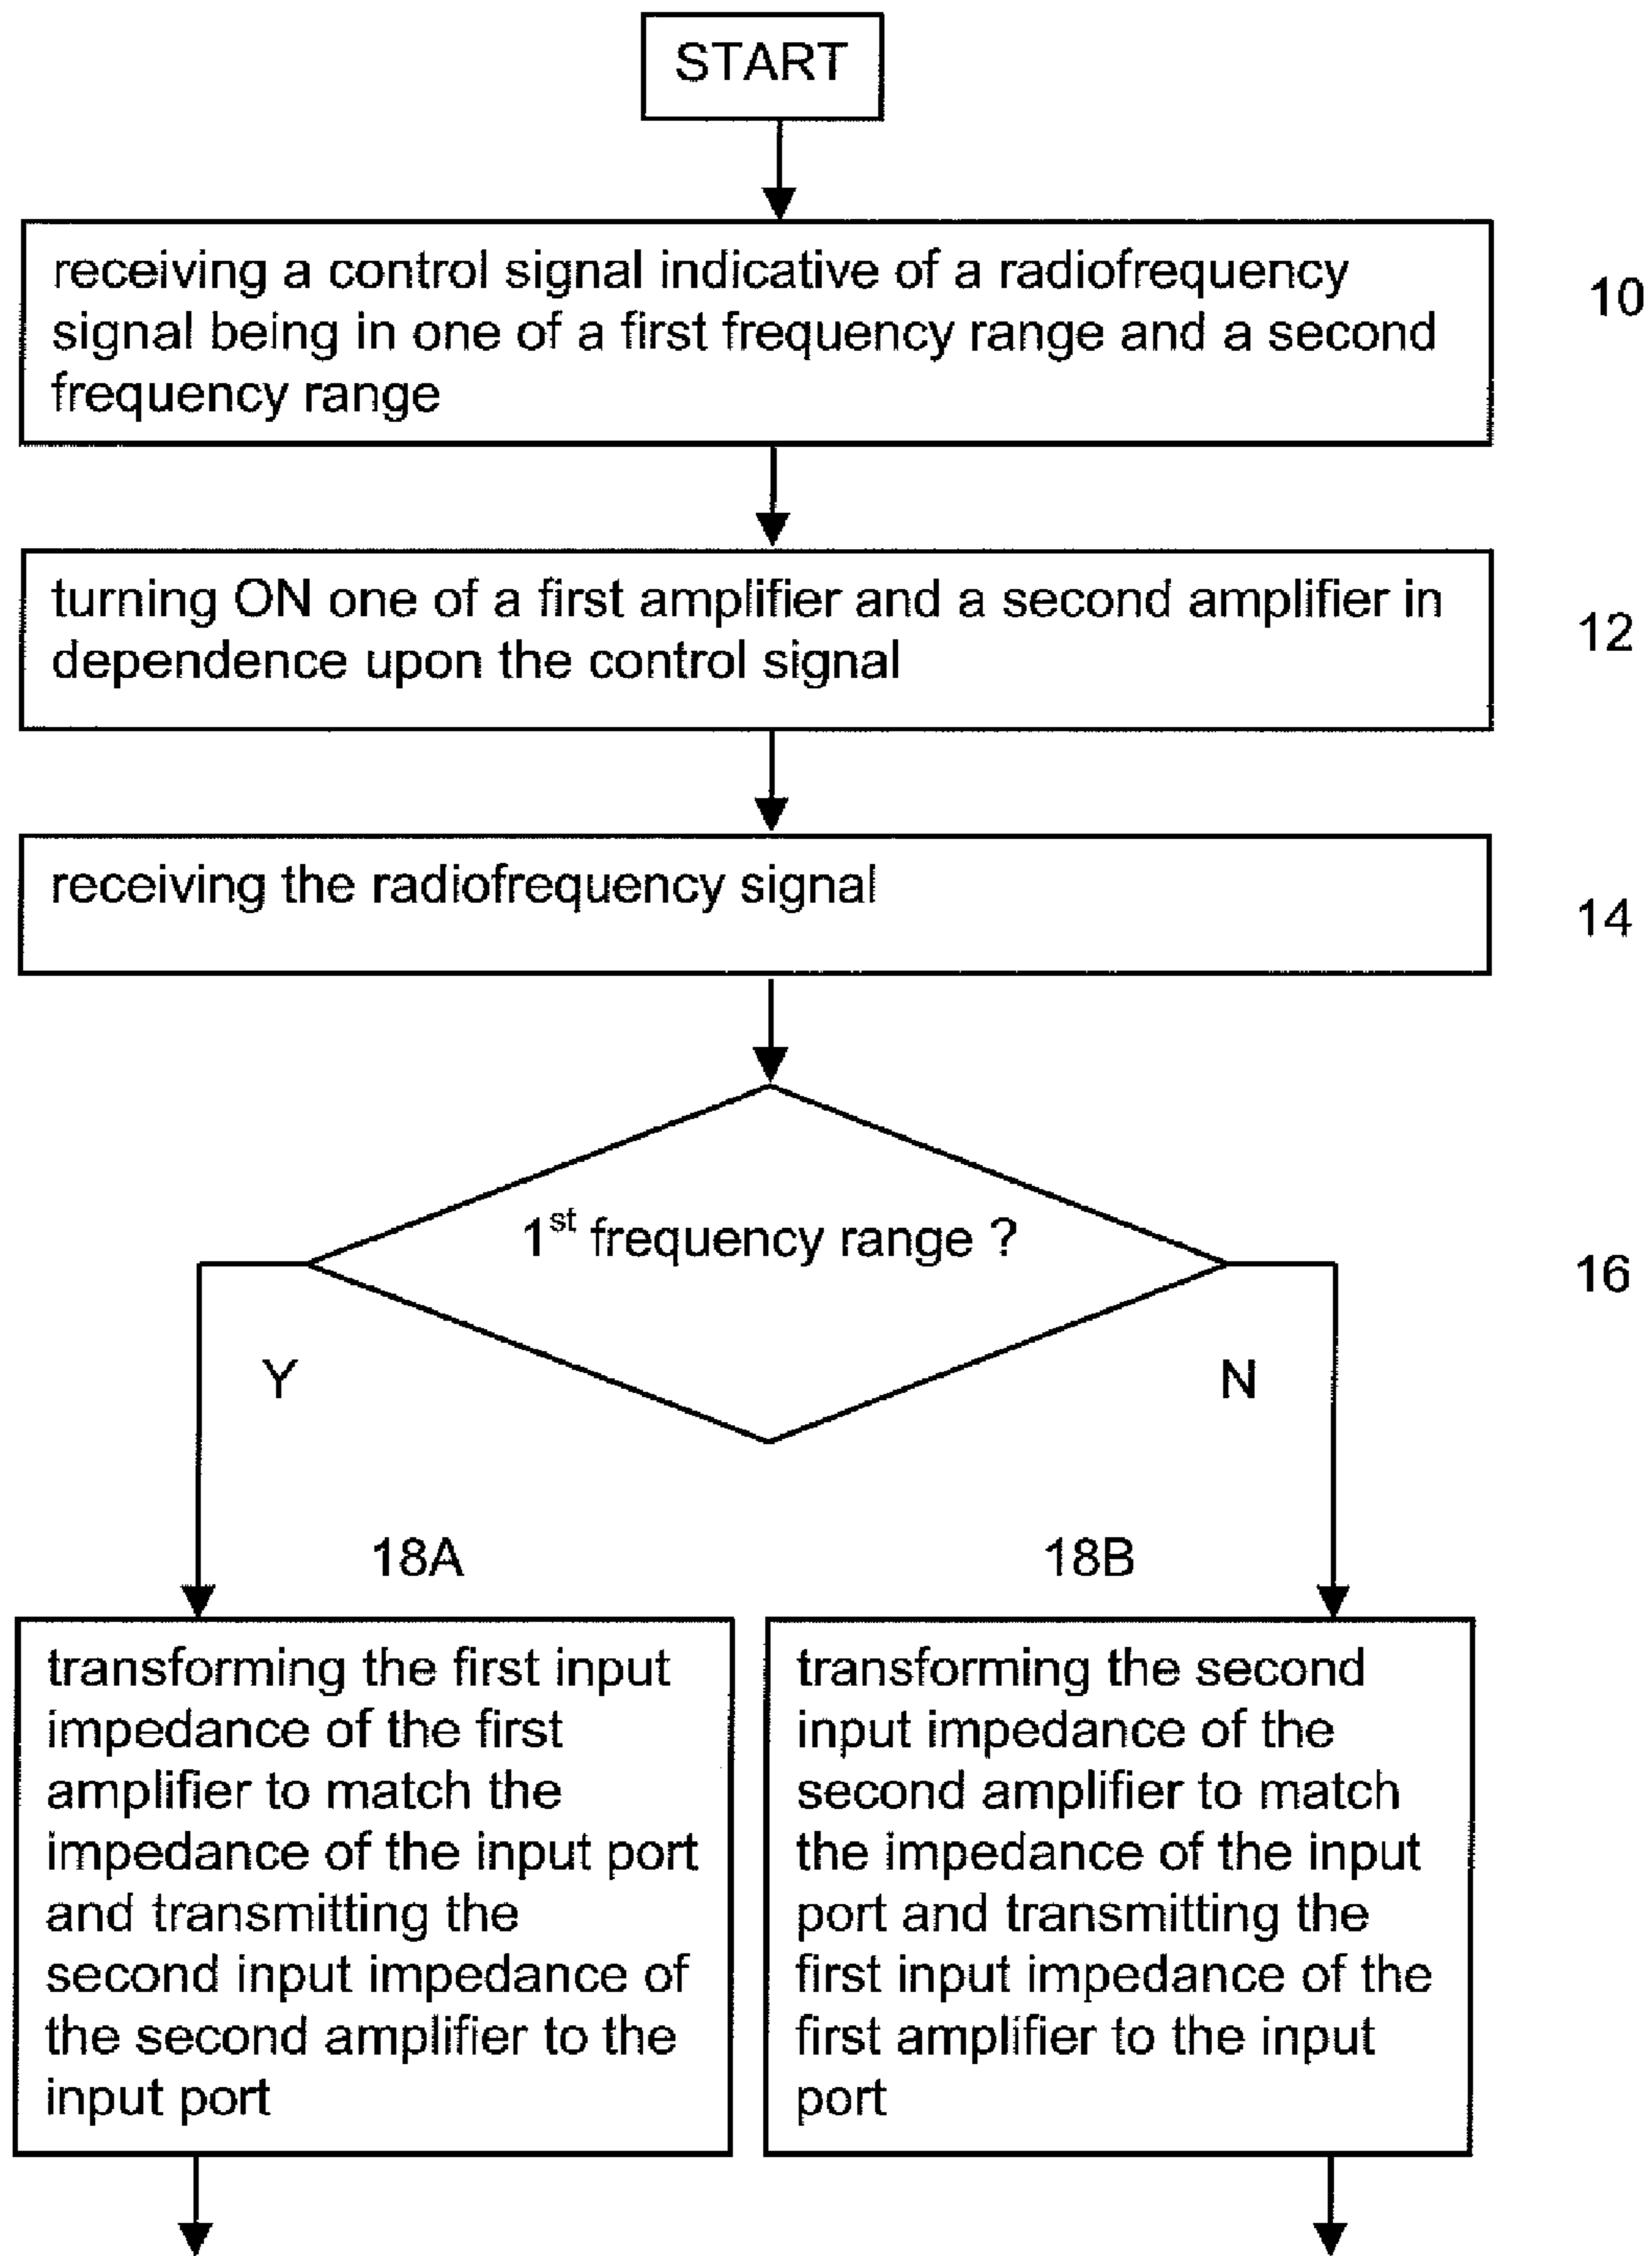 START
receiving a control signal indicative of a radiofrequency
signal being in one of a first frequency range and a second
frequency range
10
turning ON one of a first amplifier and a second amplifier in
dependence upon the control signal
12
receiving the radiofrequency signal
14
1st frequency range ?
16
Y
N
18A
18B
transforming the first input
impedance of the first
amplifier to match the
impedance of the input port
and transmitting the
second input impedance of
the second amplifier to the
input port
transforming the second
input impedance of the
second amplifier to match
the impedance of the input
port and transmitting the
first input impedance of the
first amplifier to the input
port